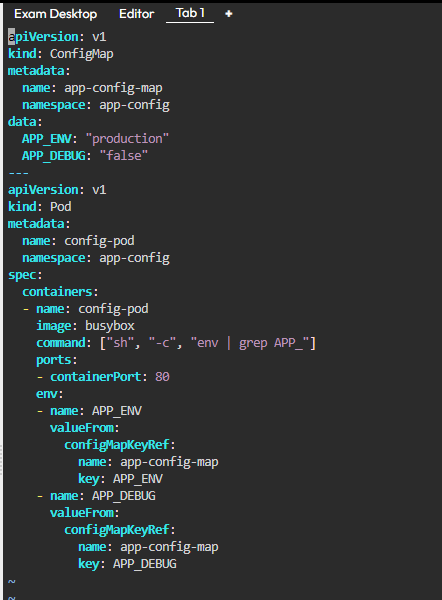 Exam Desktop Editor Tab 1 +
apiVersion: v1
kind: ConfigMap
metadata:
  name: app-config-map
  namespace: app-config
data:
  APP_ENV: "production"
  APP_DEBUG: "false"
---
apiVersion: v1
kind: Pod
metadata:
  name: config-pod
  namespace: app-config
spec:
  containers:
  - name: config-pod
    image: busybox
    command: ["sh", "-c", "env | grep APP_"]
    ports:
    - containerPort: 80
    env:
    - name: APP_ENV
      valueFrom:
        configMapKeyRef:
          name: app-config-map
          key: APP_ENV
    - name: APP_DEBUG
      valueFrom:
        configMapKeyRef:
          name: app-config-map
          key: APP_DEBUG
~
~